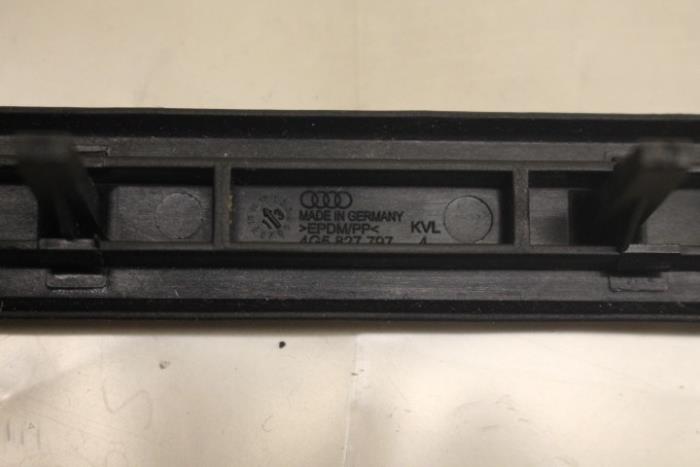 MADE IN GERMANY
>EPDM/PP< KVL
4G5 827 797 4